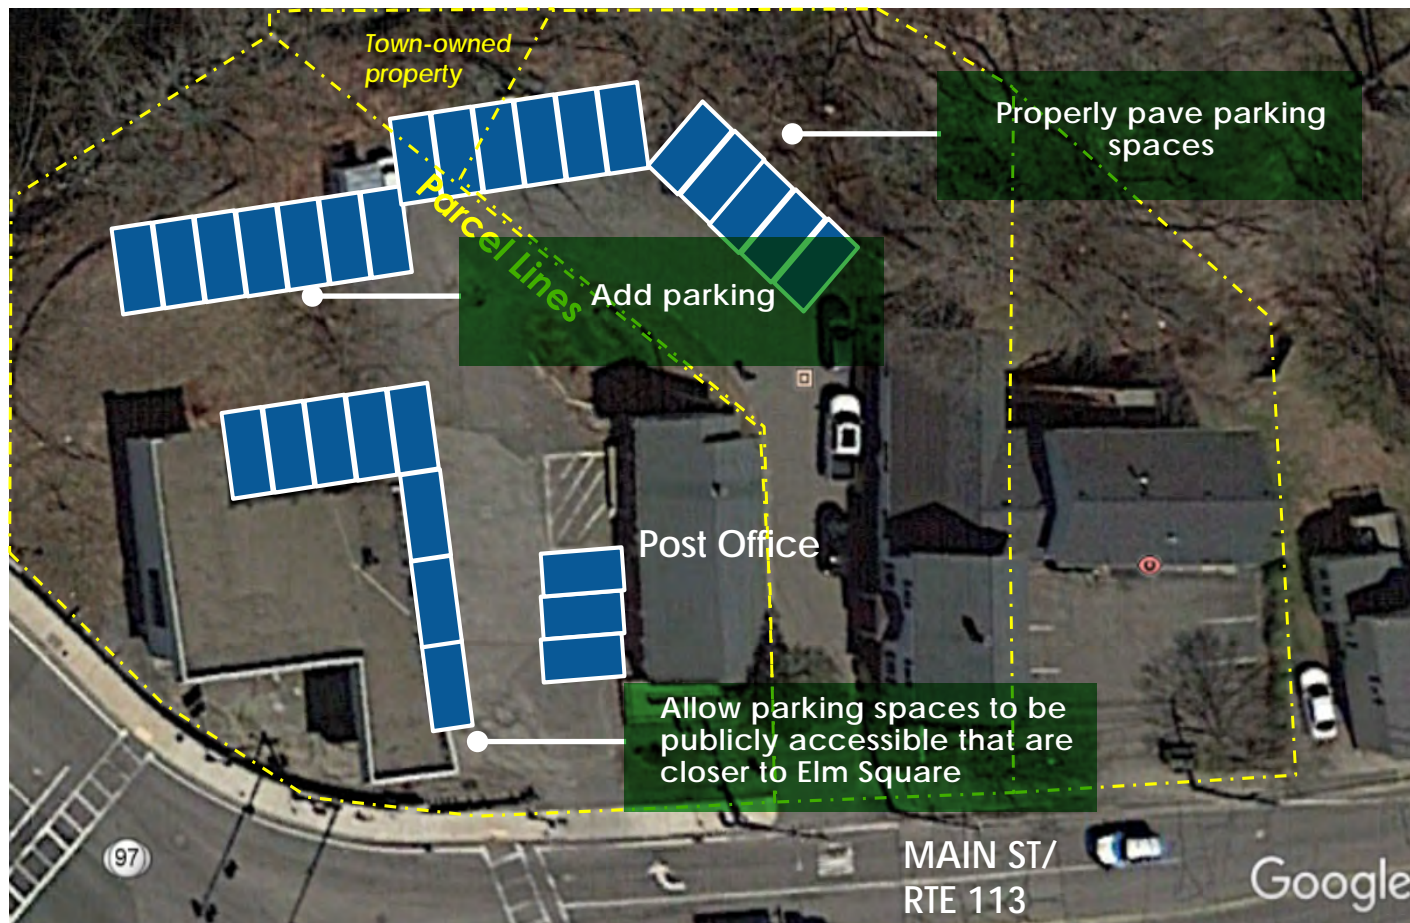 Town-owned
property
Properly pave parking
spaces
Parcel Lines
Add parking
Post Office
Allow parking spaces to be
publicly accessible that are
closer to Elm Square
97
MAIN ST/
RTE 113
Google